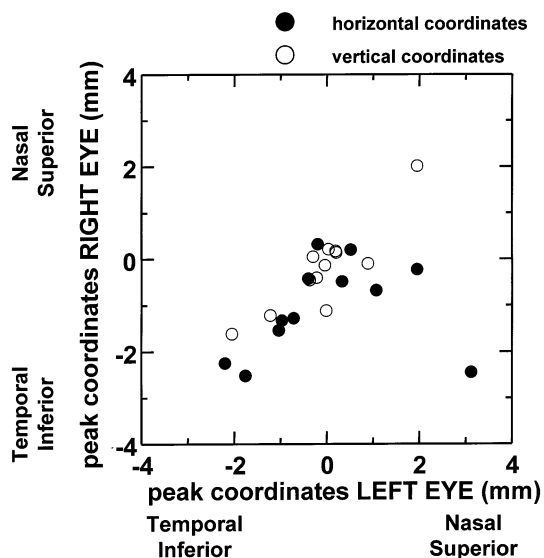 horizontal coordinates
vertical coordinates
peak coordinates RIGHT EYE (mm)
Nasal
Superior
Temporal
Inferior
4
2
0
-2
-4
-4
-2
0
2
4
peak coordinates LEFT EYE (mm)
Temporal
Inferior
Nasal
Superior